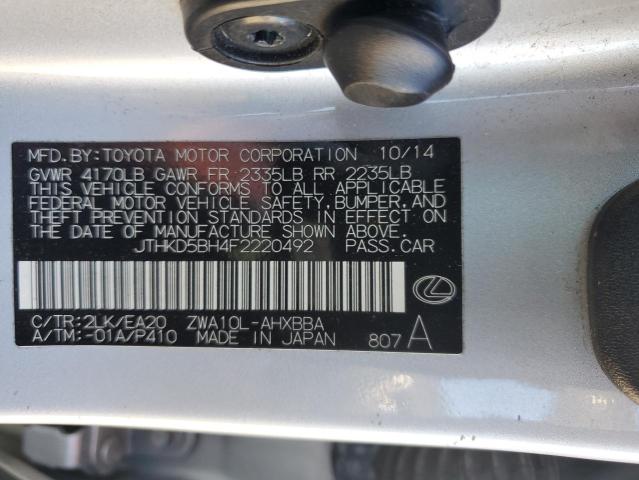 MFD. BY: TOYOTA MOTOR CORPORATION 10/14
GVWR 4170LB GAWR FR 2335LB RR 2235LB
THIS VEHICLE CONFORMS TO ALL APPLICABLE
FEDERAL MOTOR VEHICLE SAFETY, BUMPER, AND
THEFT PREVENTION STANDARDS IN EFFECT ON
THE DATE OF MANUFACTURE SHOWN ABOVE.
JTHKD5BH4F2220492 PASS. CAR
C/TR: 2LK/EA20 ZWA10L-AHXBBA
A/TM: -01A/P410 MADE IN JAPAN 807 A